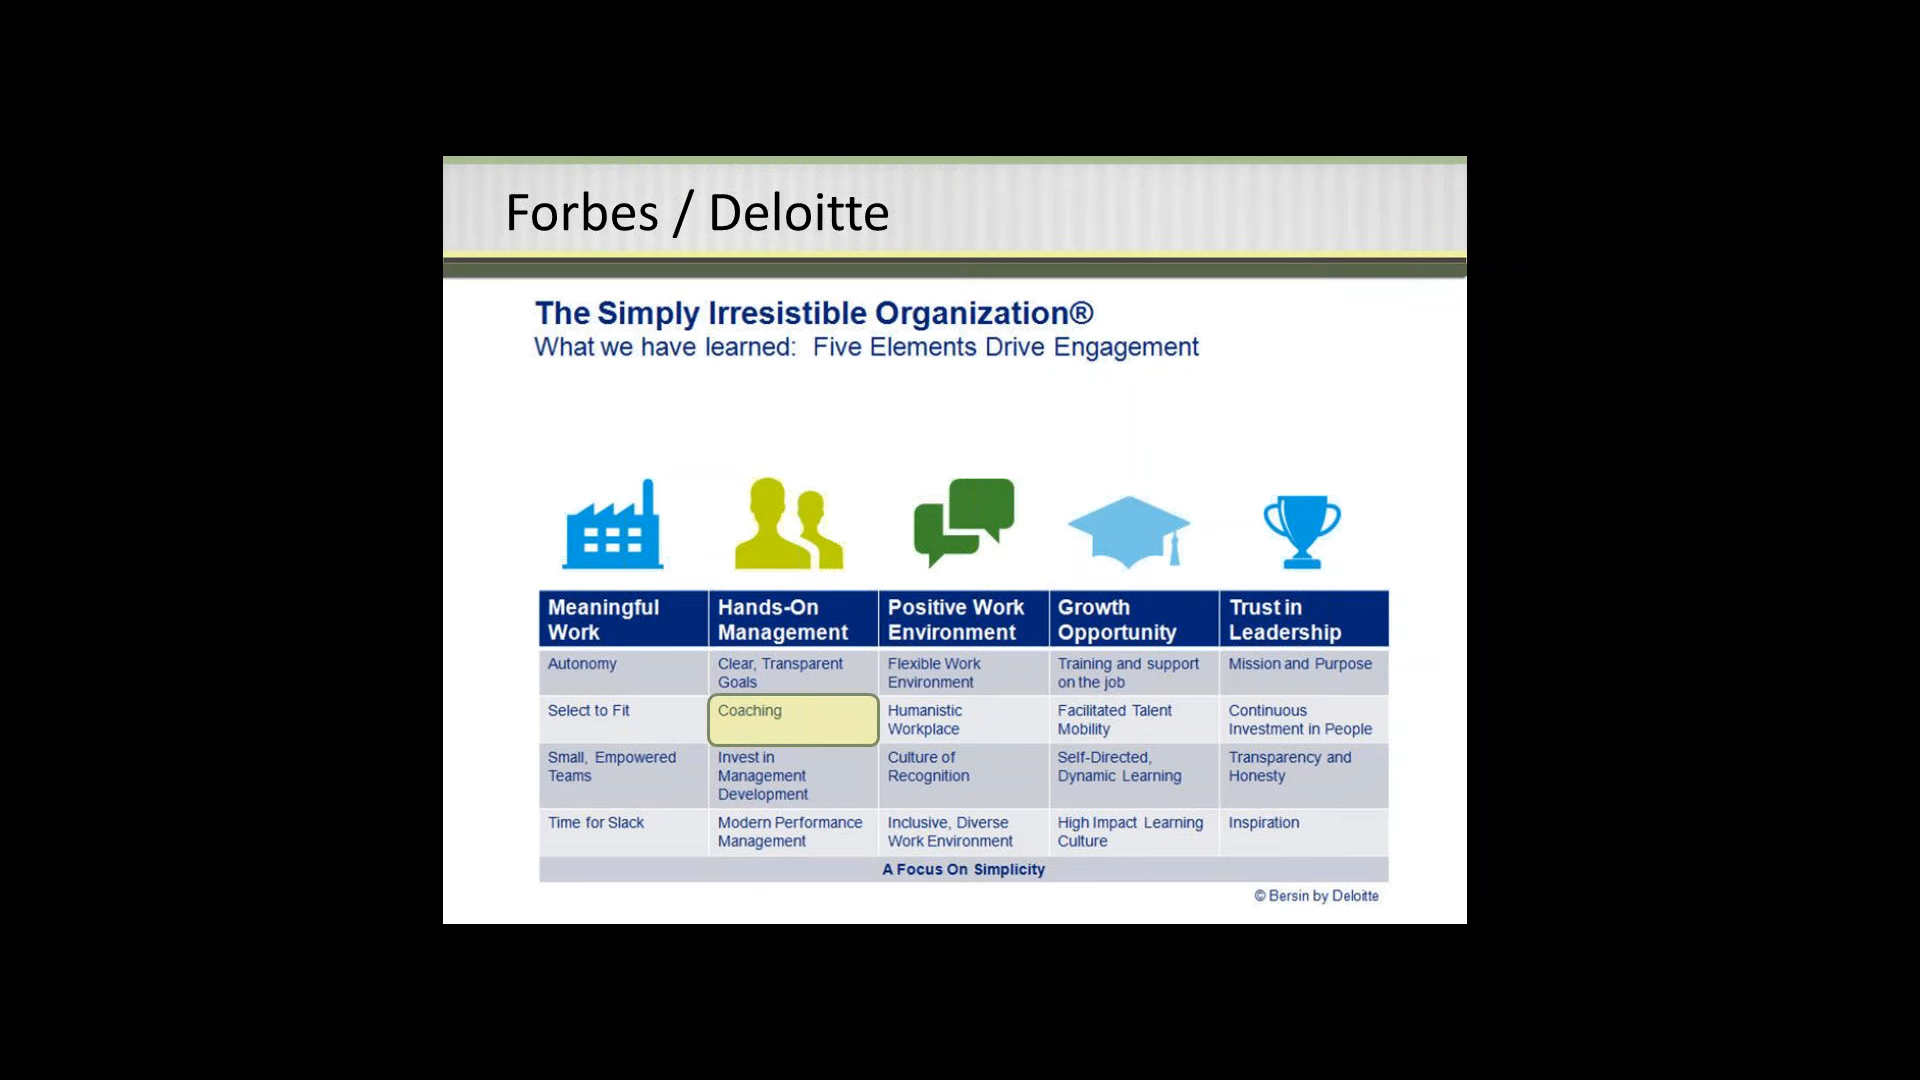 Forbes / Deloitte
The Simply Irresistible Organization®
What we have learned: Five Elements Drive Engagement
Meaningful
Work
Hands-On
Management
Positive Work
Environment
Growth
Opportunity
Trust in
Leadership
Autonomy
Clear, Transparent
Goals
Flexible Work
Environment
Training and support
on the job
Mission and Purpose
Select to Fit
Coaching
Humanistic
Workplace
Facilitated Talent
Mobility
Continuous
Investment in People
Small, Empowered
Teams
Invest in
Management
Development
Culture of
Recognition
Self-Directed,
Dynamic Learning
Transparency and
Honesty
Time for Slack
Modern Performance
Management
Inclusive, Diverse
Work Environment
High Impact Learning
Culture
Inspiration
A Focus On Simplicity
© Bersin by Deloitte